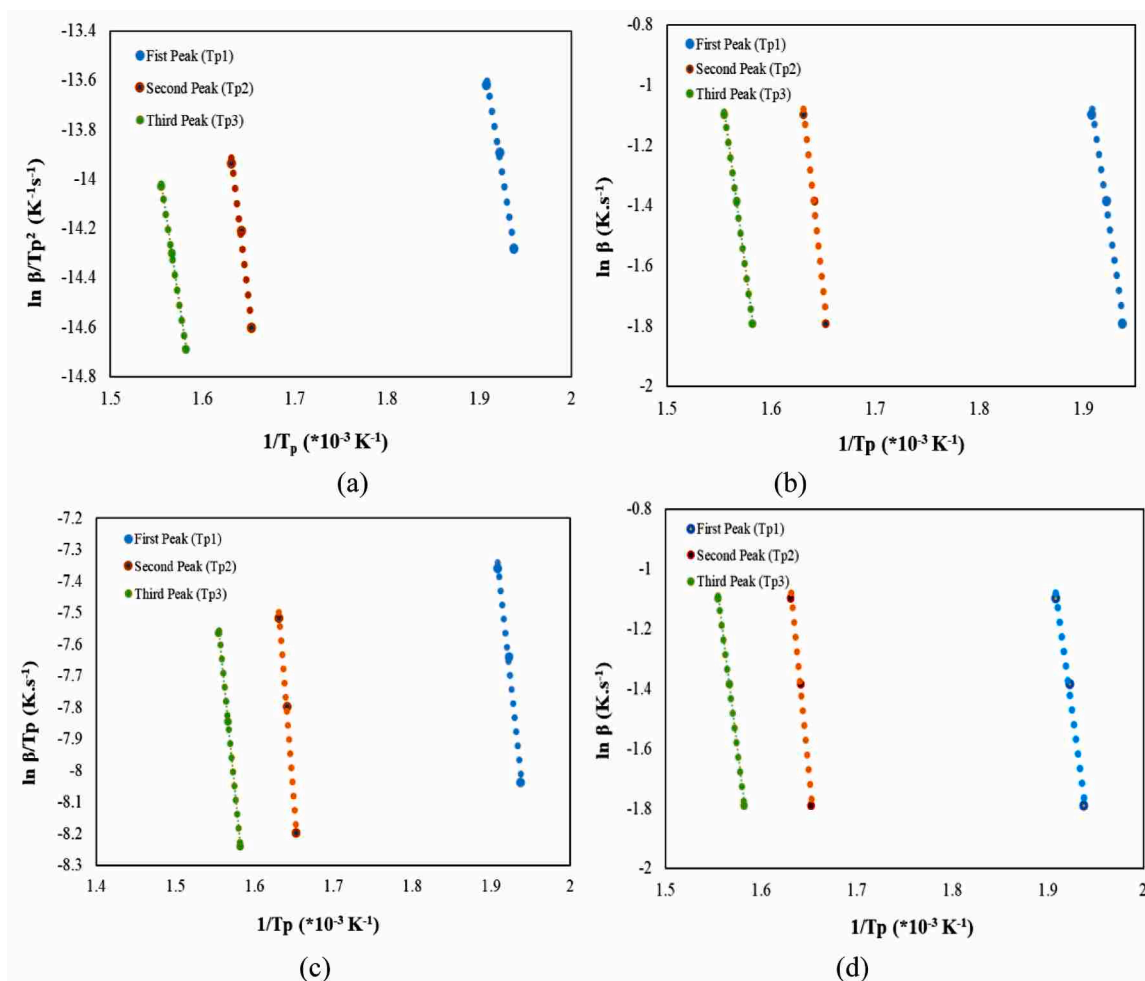 -13.4
-13.6
-13.8
-14
-14.2
-14.4
-14.6
-14.8
ln β/Tp² (K⁻¹s⁻¹)
Fist Peak (Tp1)
Second Peak (Tp2)
Third Peak (Tp3)
1.5 1.6 1.7 1.8 1.9 2
1/Tₚ (*10⁻³ K⁻¹)
(a)
-0.8
-1
-1.2
-1.4
-1.6
-1.8
-2
ln β (K.s⁻¹)
First Peak (Tp1)
Second Peak (Tp2)
Third Peak (Tp3)
1.5 1.6 1.7 1.8 1.9
1/Tp (*10⁻³ K⁻¹)
(b)
-7.2
-7.3
-7.4
-7.5
-7.6
-7.7
-7.8
-7.9
-8
-8.1
-8.2
-8.3
ln β/Tp (K.s⁻¹)
First Peak (Tp1)
Second Peak (Tp2)
Third Peak (Tp3)
1.4 1.5 1.6 1.7 1.8 1.9 2
1/Tp (*10⁻³ K⁻¹)
(c)
-0.8
-1
-1.2
-1.4
-1.6
-1.8
-2
ln β (K.s⁻¹)
First Peak (Tp1)
Second Peak (Tp2)
Third Peak (Tp3)
1.5 1.6 1.7 1.8 1.9 2
1/Tp (*10⁻³ K⁻¹)
(d)